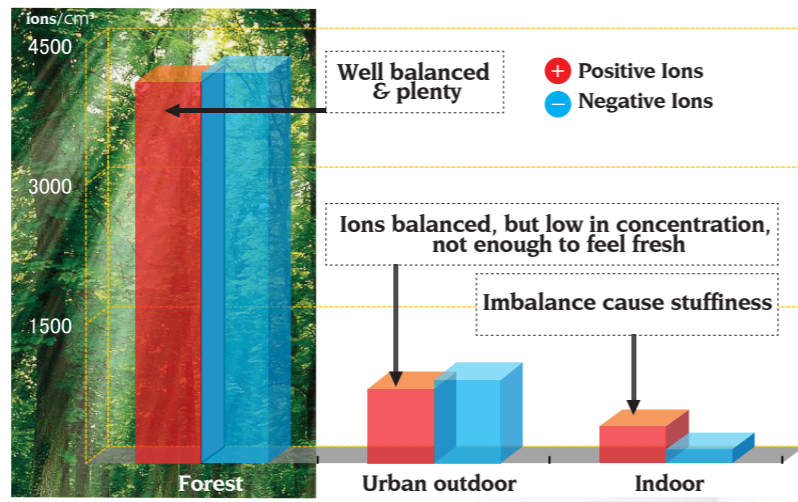 ions/cm³
4500
3000
1500
Well balanced
& plenty
+ Positive Ions
− Negative Ions
Ions balanced, but low in concentration,
not enough to feel fresh
Imbalance cause stuffiness
Forest
Urban outdoor
Indoor